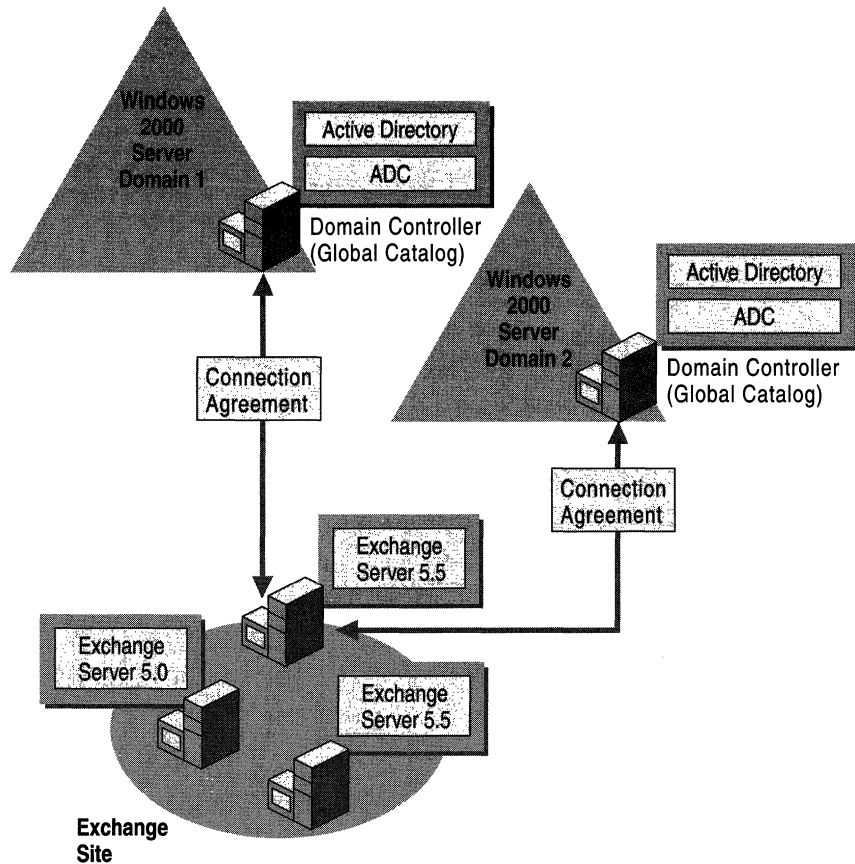 Windows
2000
Server
Domain 1
Active Directory
ADC
Domain Controller
(Global Catalog)
Windows
2000
Server
Domain 2
Active Directory
ADC
Domain Controller
(Global Catalog)
Connection
Agreement
Connection
Agreement
Exchange
Server 5.5
Exchange
Server 5.0
Exchange
Server 5.5
Exchange
Site